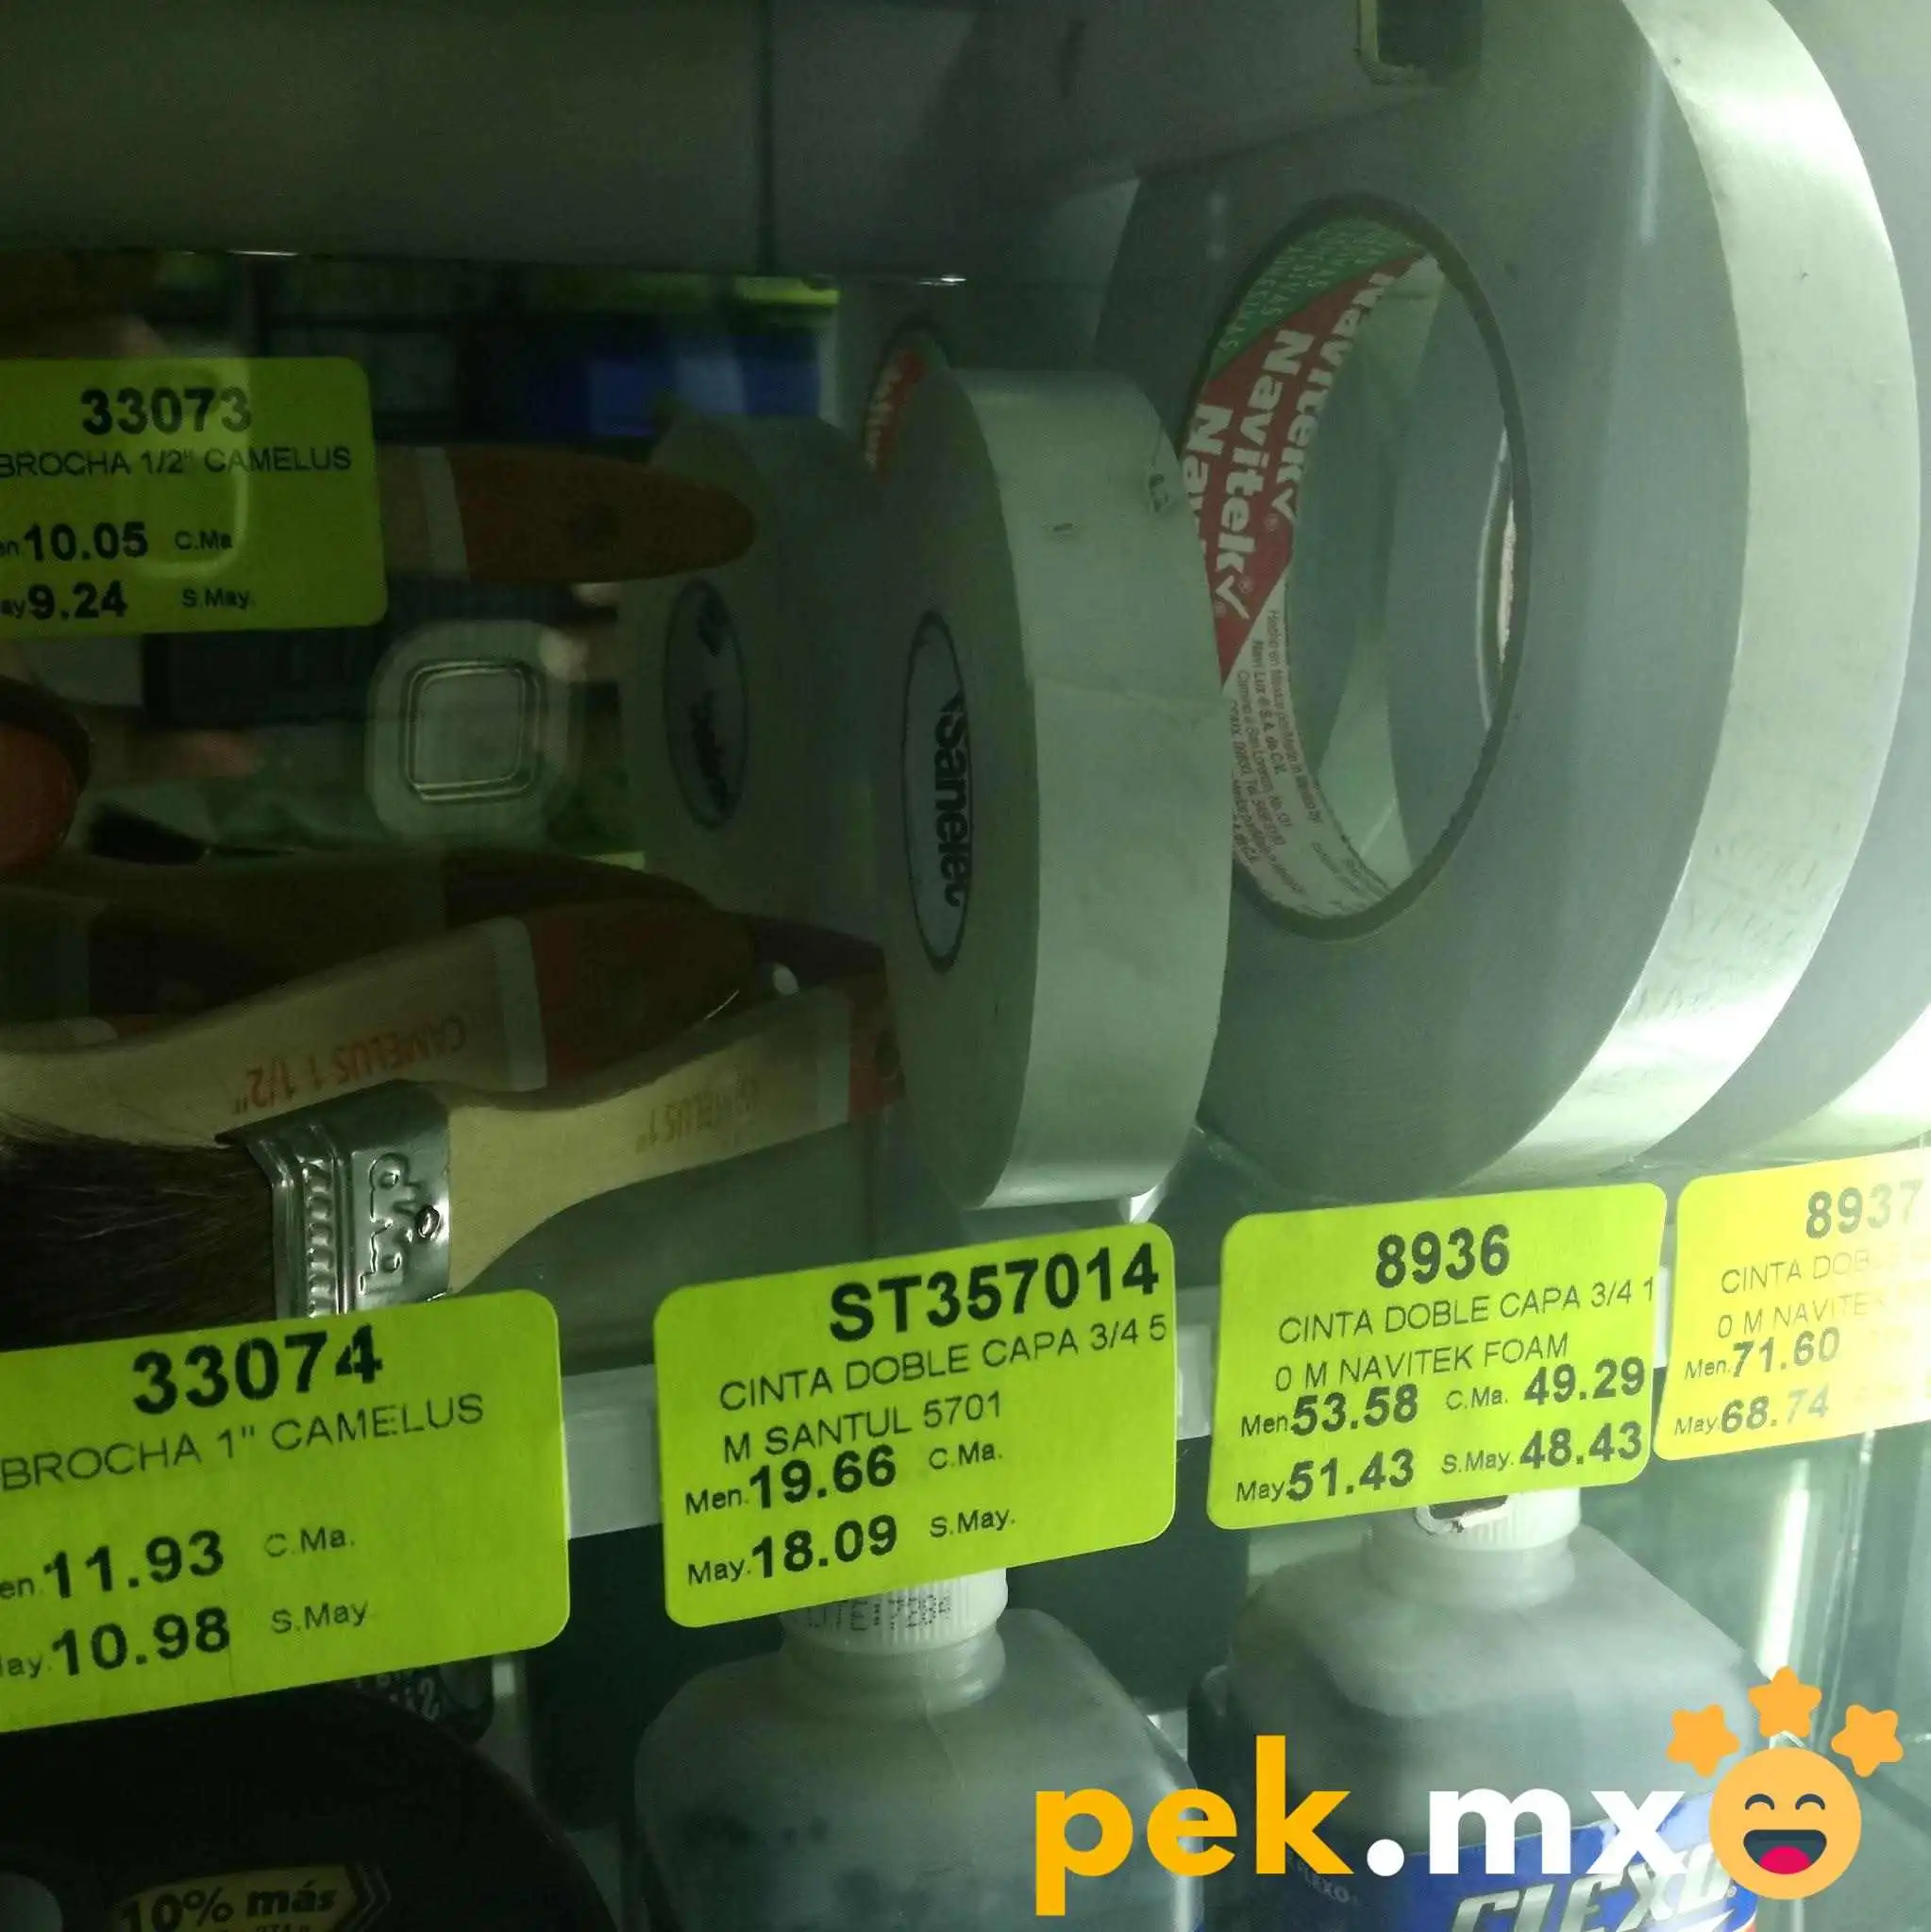 33073
BROCHA 1/2" CAMELUS
10.05 C.Ma
9.24 S.May.
Navitek
Navitek
Sanelec
CAMELUS 1 1/2"
33074
BROCHA 1" CAMELUS
11.93 C.Ma.
10.98 S.May
ST357014
CINTA DOBLE CAPA 3/4 5
M SANTUL 5701
Men.19.66 C.Ma.
May.18.09 S.May.
8936
CINTA DOBLE CAPA 3/4 1
0 M NAVITEK FOAM
Men.53.58 C.Ma. 49.29
May.51.43 S.May.48.43
8937
CINTA
0 M
Men.71.60
May.68.74
10% más
pek.mx